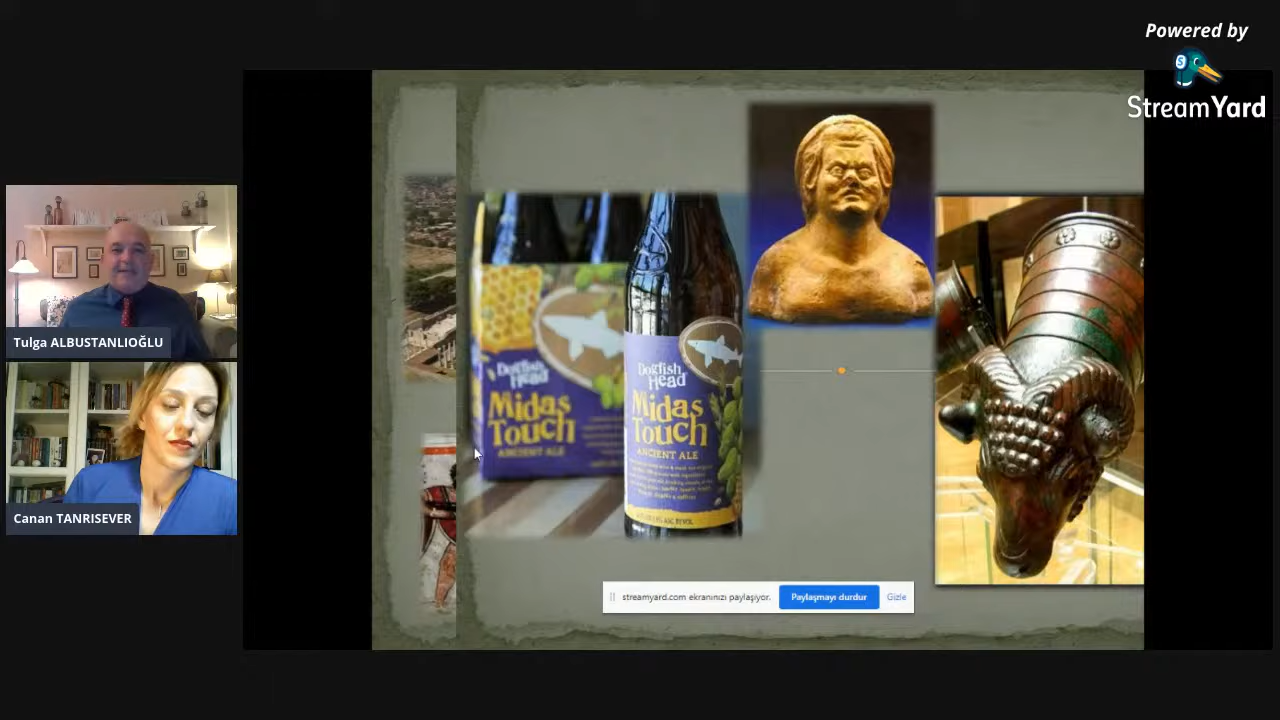 Powered by
StreamYard
Tulga ALBUSTANLIOĞLU
Canan TANRISEVER
Dogfish
Head
Midas
Touch
ANCIENT ALE
Dogfish
Head
Midas
Touch
ANCIENT ALE
streamyard.com ekranınızı paylaşıyor.
Paylaşmayı durdur
Gizle